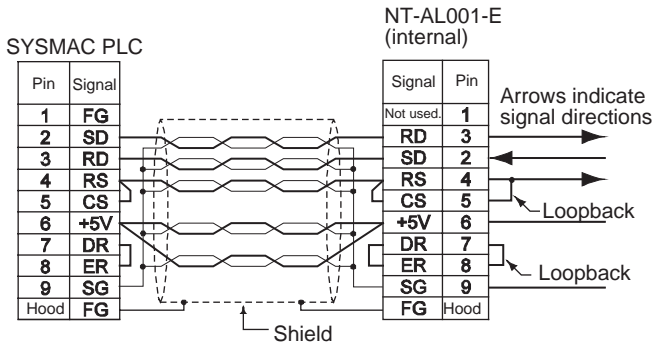 NT-AL001-E
(internal)
SYSMAC PLC
Pin Signal
1 FG
2 SD
3 RD
4 RS
5 CS
6 +5V
7 DR
8 ER
9 SG
Hood FG
Signal Pin
Not used. 1
RD 3
SD 2
RS 4
CS 5
+5V 6
DR 7
ER 8
SG 9
FG Hood
Arrows indicate
signal directions
Loopback
Loopback
Shield